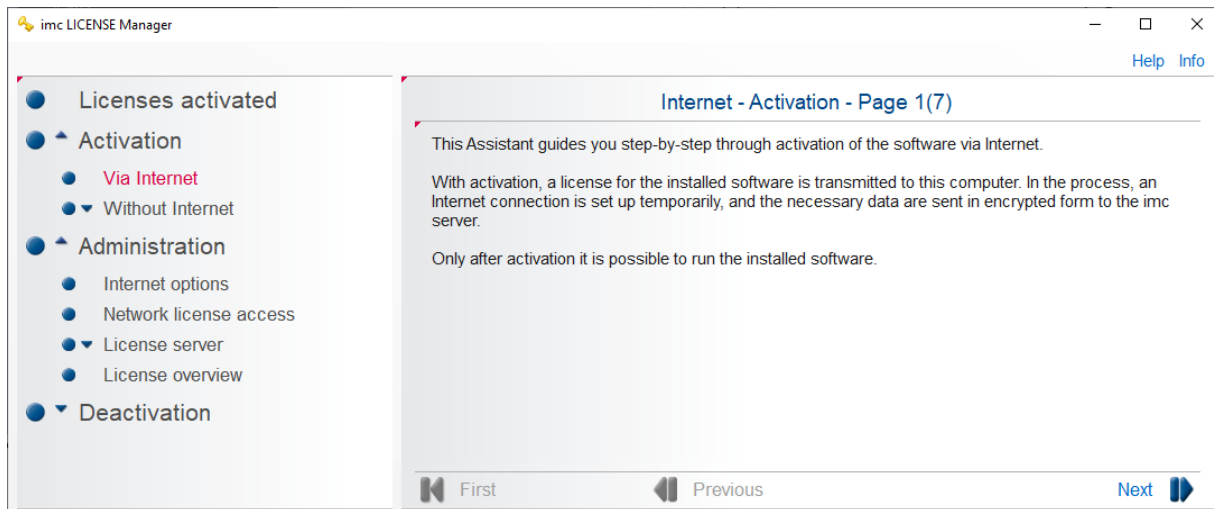 imc LICENSE Manager
Help Info
Licenses activated
Activation
Via Internet
Without Internet
Administration
Internet options
Network license access
License server
License overview
Deactivation
Internet - Activation - Page 1(7)
This Assistant guides you step-by-step through activation of the software via Internet.
With activation, a license for the installed software is transmitted to this computer. In the process, an
Internet connection is set up temporarily, and the necessary data are sent in encrypted form to the imc
server.
Only after activation it is possible to run the installed software.
First
Previous
Next